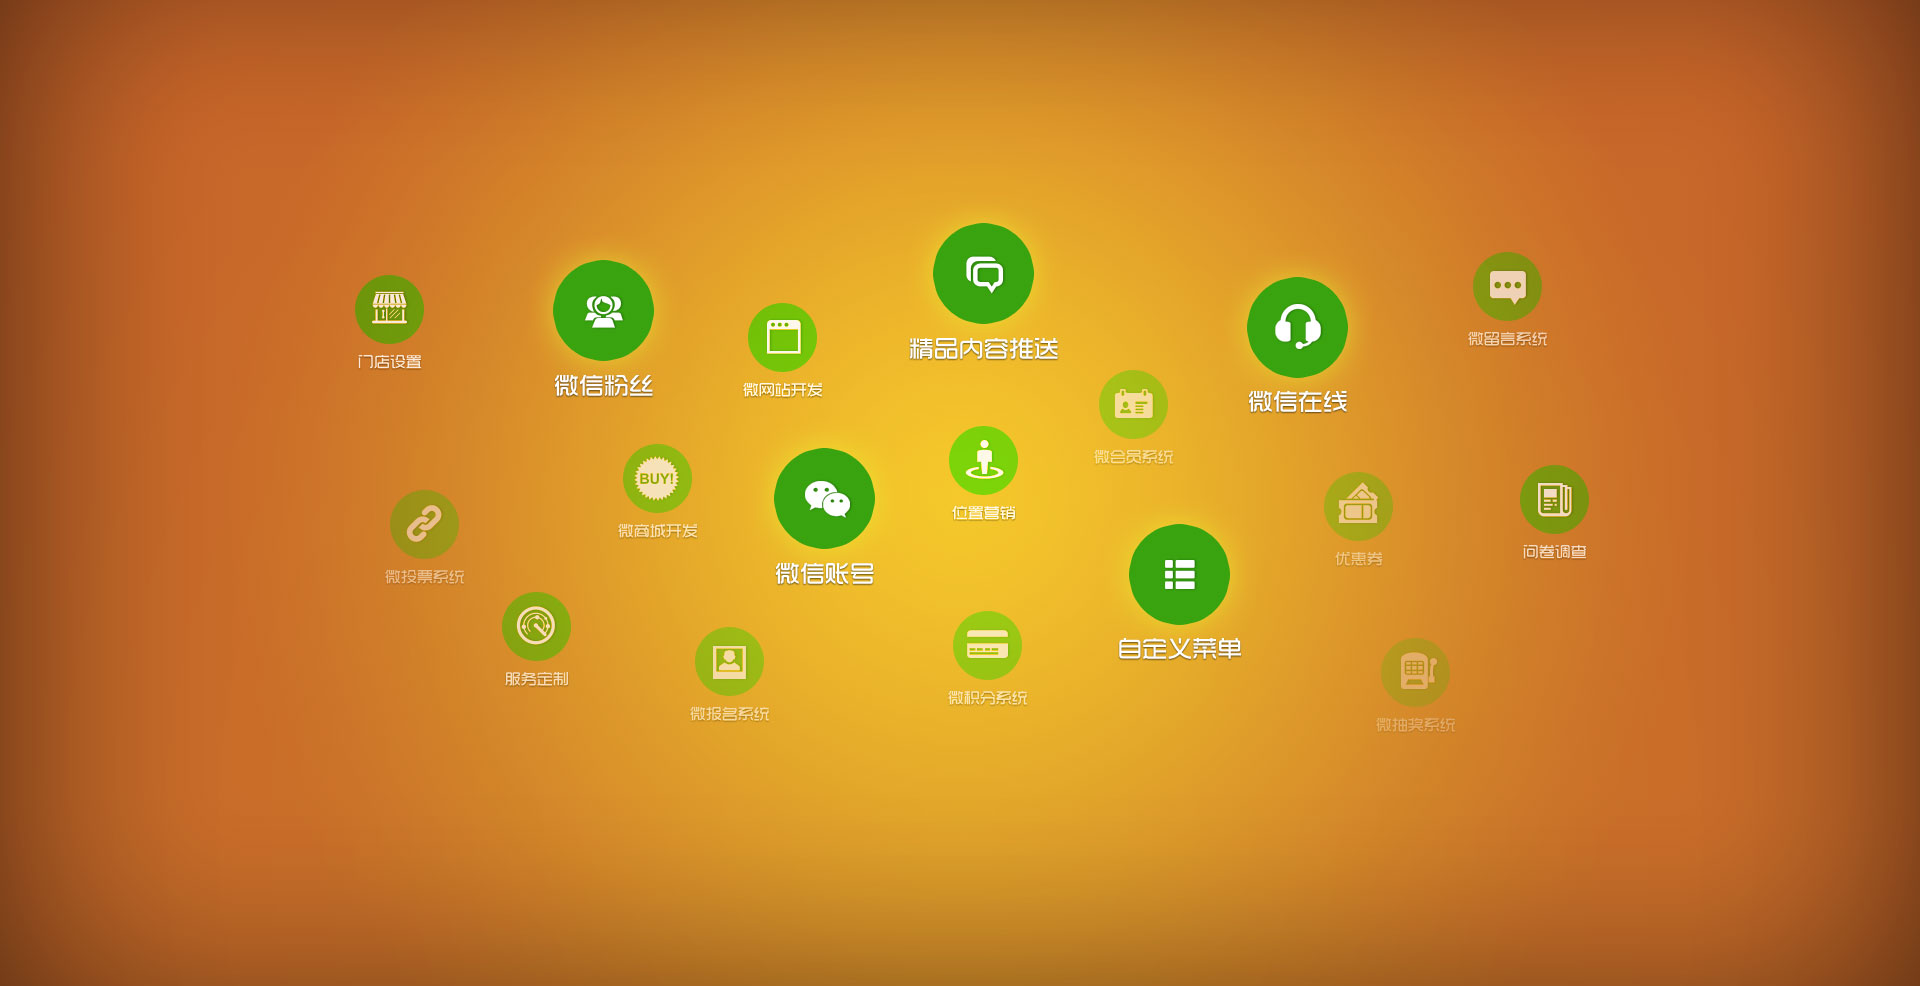 精品内容推送
微留言系统
门店设置
微信粉丝
微网站开发
微信在线
微会员系统
BUY!
微商城开发
位置营销
微投票系统
微信账号
优惠券
问卷调查
自定义菜单
服务定制
微报名系统
微积分系统
微抽奖系统